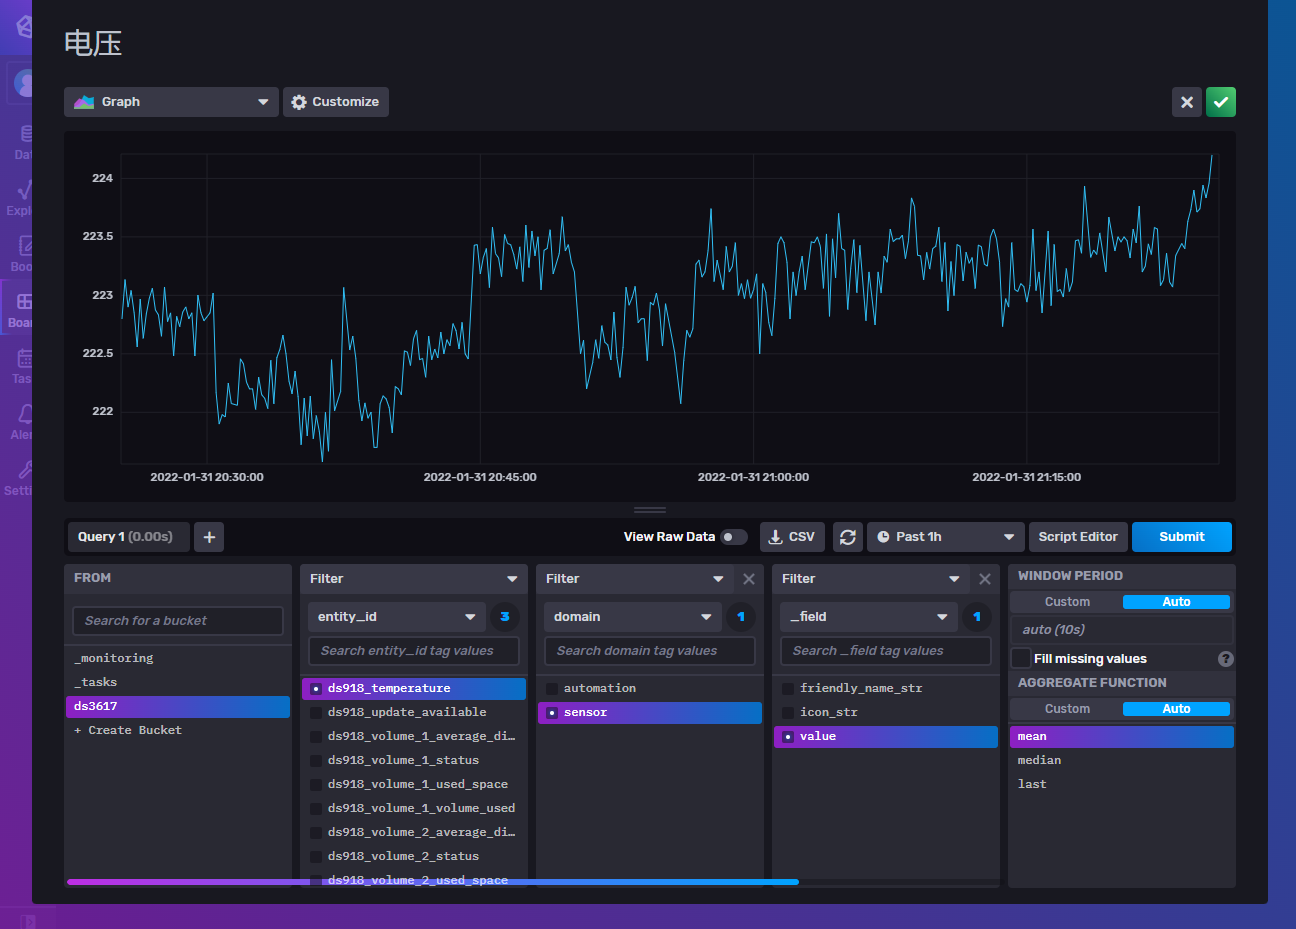 电压
Graph
Customize
224
223.5
223
222.5
222
2022-01-31 20:30:00
2022-01-31 20:45:00
2022-01-31 21:00:00
2022-01-31 21:15:00
Query 1 (0.00s)
+
View Raw Data
CSV
Past 1h
Script Editor
Submit
FROM
Search for a bucket
_monitoring
_tasks
ds3617
+ Create Bucket
Filter
entity_id
3
Search entity_id tag values
ds918_temperature
ds918_update_available
ds918_volume_1_average_di…
ds918_volume_1_status
ds918_volume_1_used_space
ds918_volume_1_volume_used
ds918_volume_2_average_di…
ds918_volume_2_status
ds918_volume_2_used_space
Filter
domain
1
Search domain tag values
automation
sensor
Filter
_field
1
Search _field tag values
friendly_name_str
icon_str
value
WINDOW PERIOD
Custom
Auto
auto (10s)
Fill missing values
?
AGGREGATE FUNCTION
Custom
Auto
mean
median
last
Dat
Expl
Boo
Boar
Tas
Aler
Setti